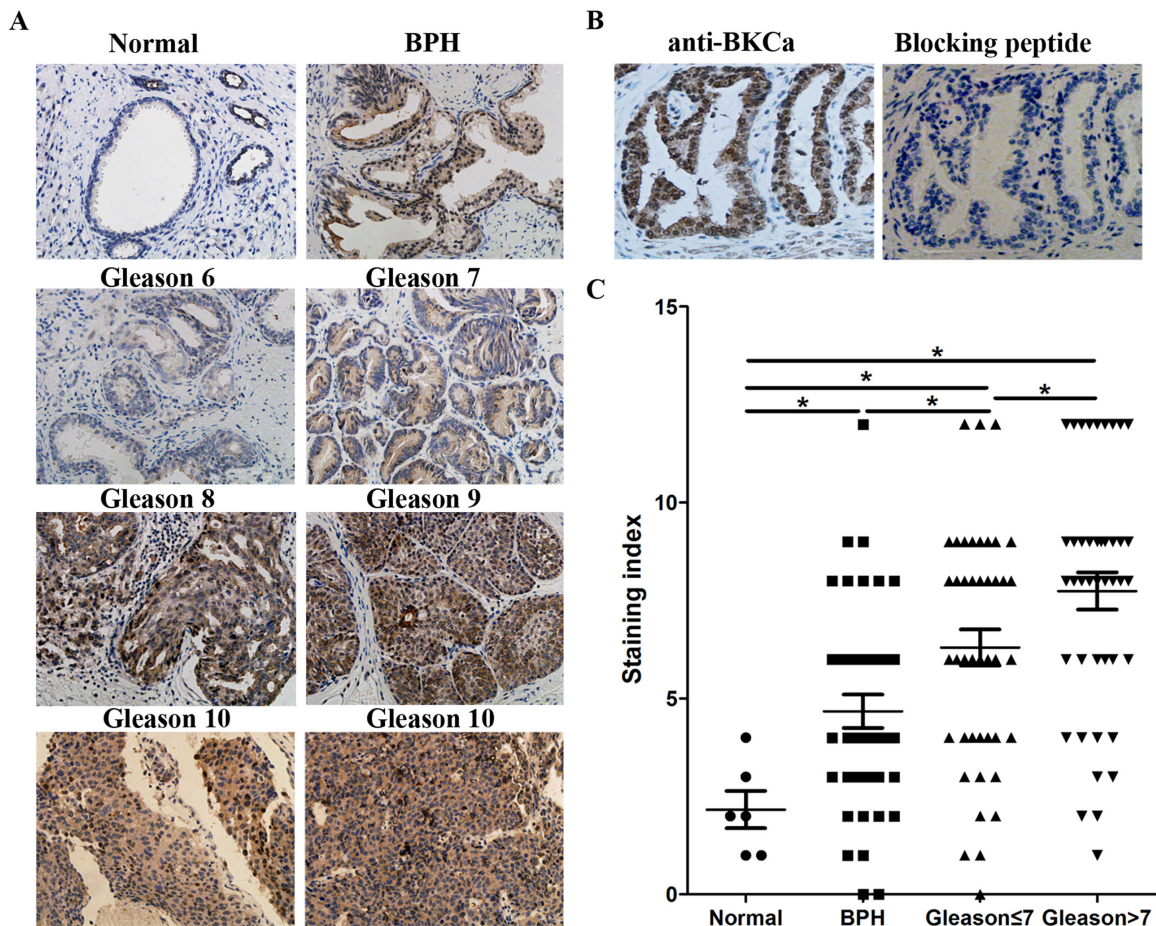 A
Normal
BPH
Gleason 6
Gleason 7
Gleason 8
Gleason 9
Gleason 10
Gleason 10
B
anti-BKCa
Blocking peptide
C
Staining index
15
10
5
0
*
*
*
*
*
Normal
BPH
Gleason≤7
Gleason>7